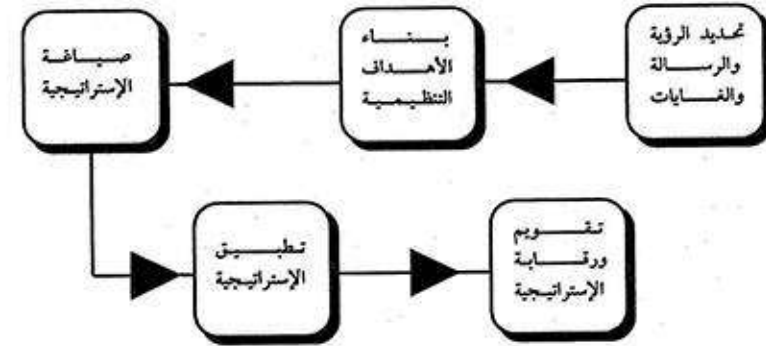 تحديد الرؤية
والرسالة
والغايات
بناء
الأهداف
التنظيمية
صياغة
الإستراتيجية
تطبيق
الإستراتيجية
تقويم
ورقابة
الإستراتيجية